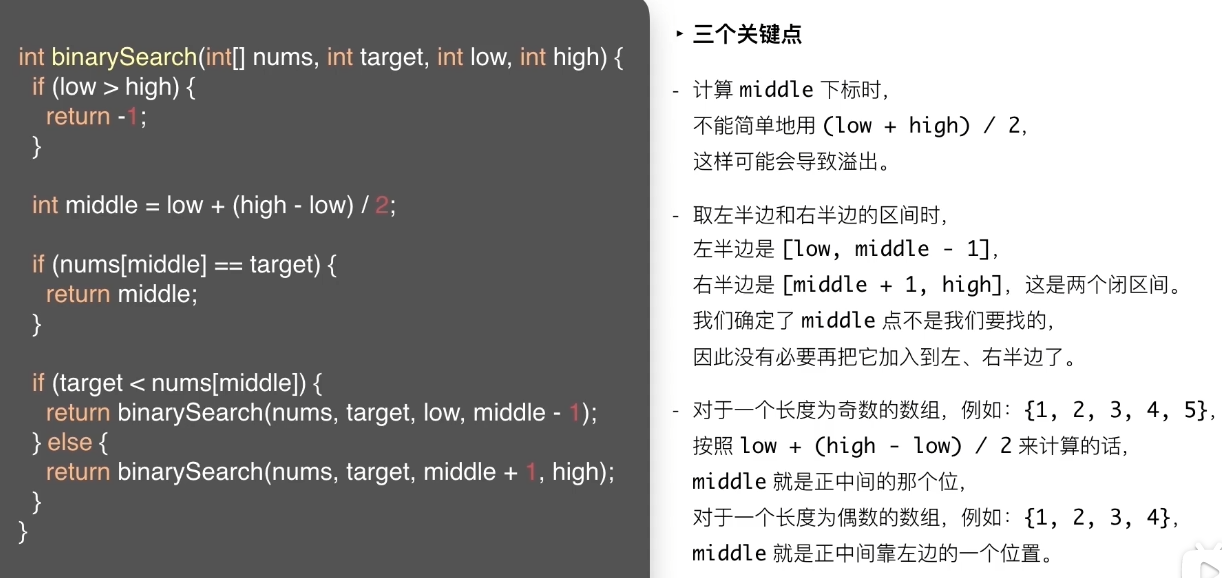 int binarySearch(int[] nums, int target, int low, int high) {
if (low > high) {
return -1;
}
int middle = low + (high - low) / 2;
if (nums[middle] == target) {
return middle;
}
if (target < nums[middle]) {
return binarySearch(nums, target, low, middle - 1);
} else {
return binarySearch(nums, target, middle + 1, high);
}
}
‣ 三个关键点
- 计算 middle 下标时，
不能简单地用 (low + high) / 2，
这样可能会导致溢出。
- 取左半边和右半边的区间时，
左半边是 [low, middle - 1]，
右半边是 [middle + 1, high]，这是两个闭区间。
我们确定了 middle 点不是我们要找的，
因此没有必要再把它加入到左、右半边了。
- 对于一个长度为奇数的数组，例如：{1, 2, 3, 4, 5}，
按照 low + (high - low) / 2 来计算的话，
middle 就是正中间的那个位，
对于一个长度为偶数的数组，例如：{1, 2, 3, 4}，
middle 就是正中间靠左边的一个位置。